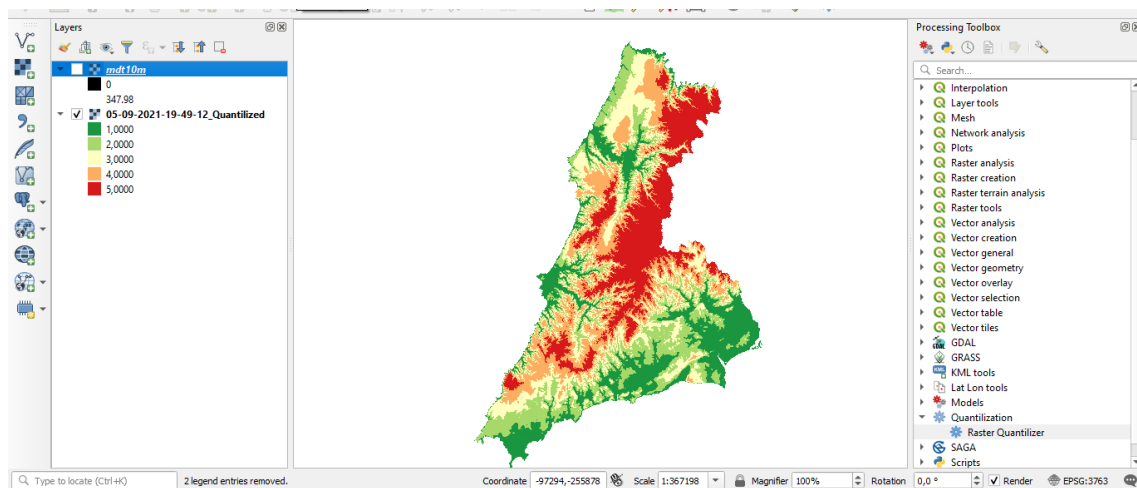 Layers
mdt10m
0
347.98
05-09-2021-19-49-12_Quantilized
1,0000
2,0000
3,0000
4,0000
5,0000
Processing Toolbox
Search...
Interpolation
Layer tools
Mesh
Network analysis
Plots
Raster analysis
Raster creation
Raster terrain analysis
Raster tools
Vector analysis
Vector creation
Vector general
Vector geometry
Vector overlay
Vector selection
Vector table
Vector tiles
GDAL
GRASS
KML tools
Lat Lon tools
Models
Quantilization
Raster Quantilizer
SAGA
Scripts
Type to locate (Ctrl+K) 2 legend entries removed. Coordinate -97294,-255878 Scale 1:367198 Magnifier 100% Rotation 0,0 ° Render EPSG:3763